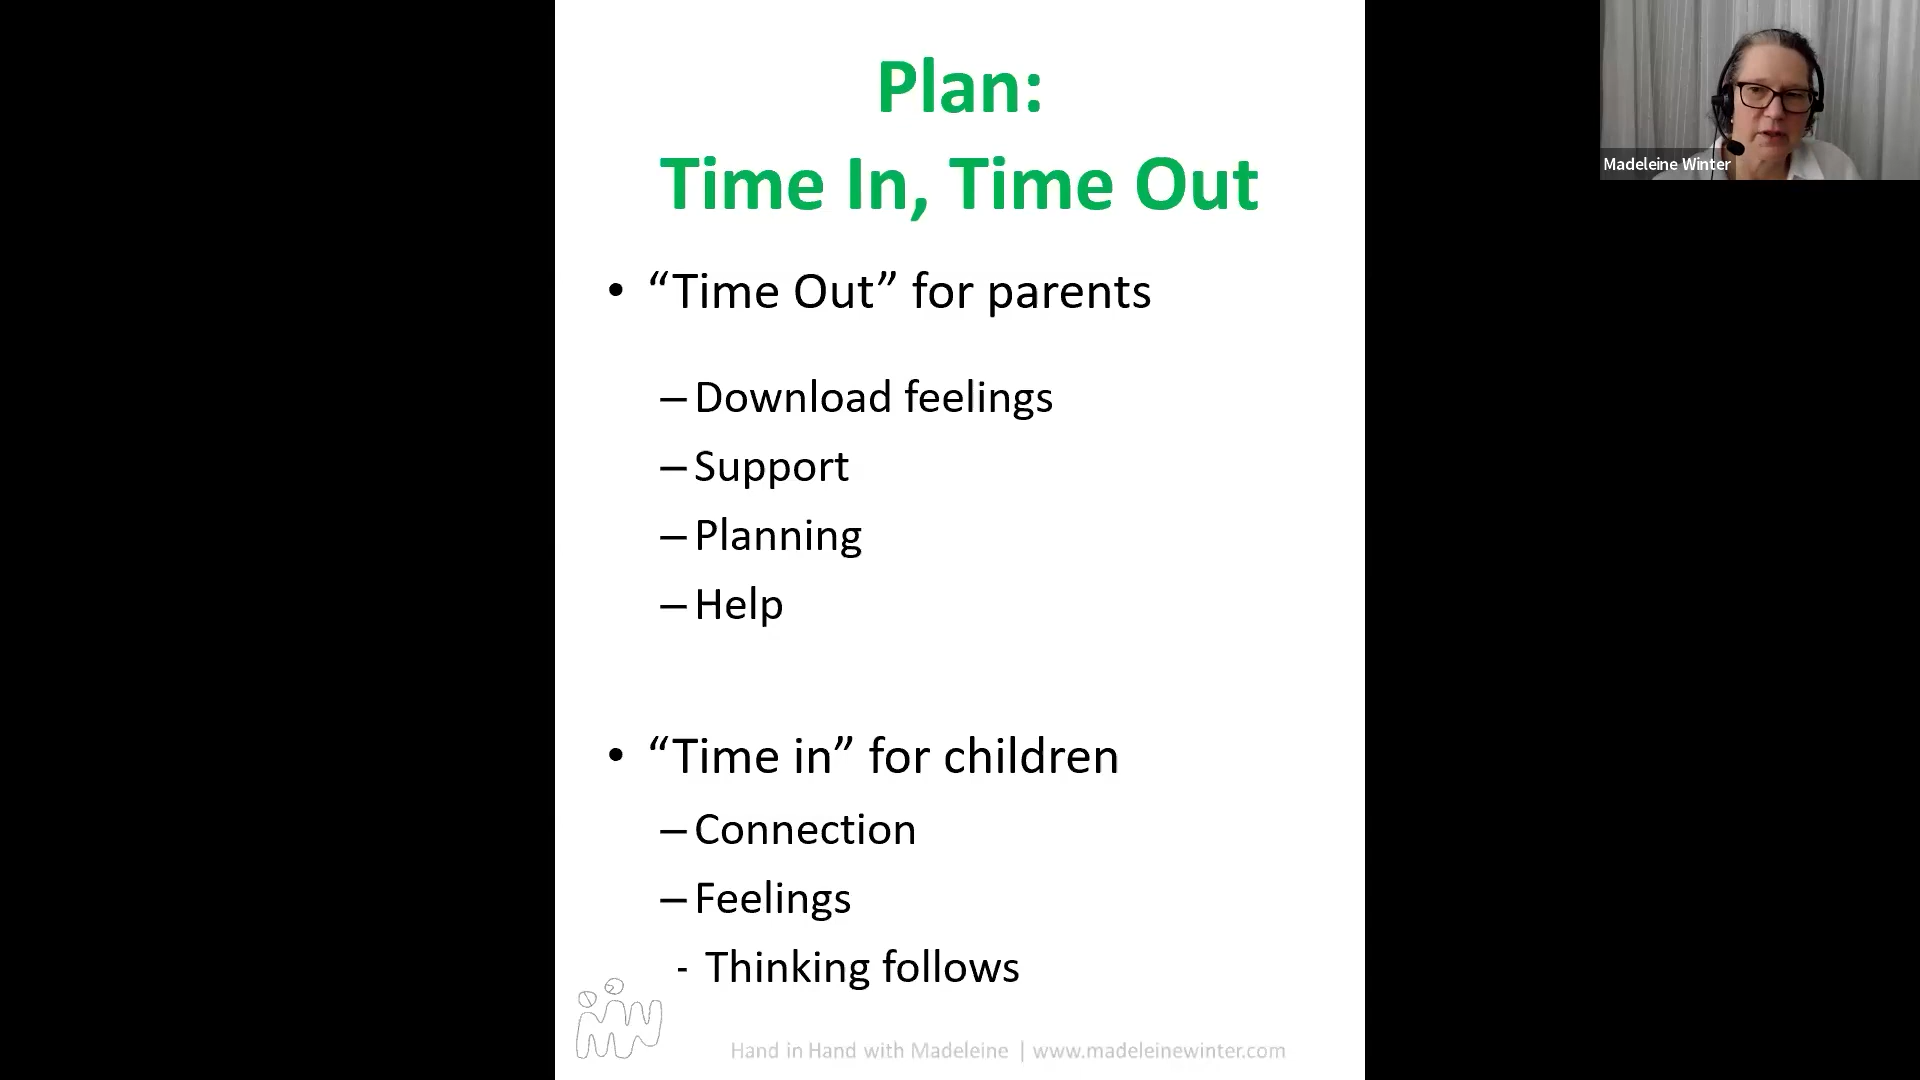 Plan:
Time In, Time Out
• “Time Out” for parents
– Download feelings
– Support
– Planning
– Help
• “Time in” for children
– Connection
– Feelings
- Thinking follows
Hand in Hand with Madeleine | www.madeleinewinter.com
Madeleine Winter